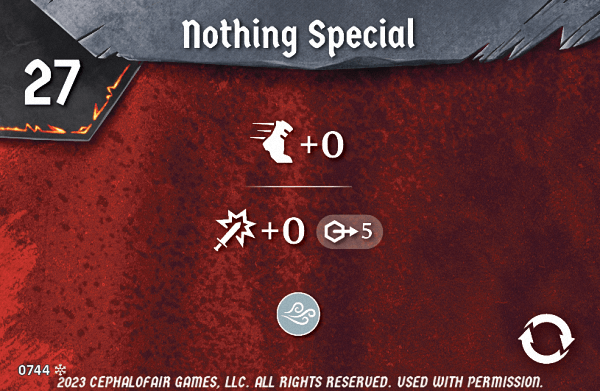 Nothing Special
27
+0
+0 5
0744
2023 CEPHALOFAIR GAMES, LLC. ALL RIGHTS RESERVED. USED WITH PERMISSION.